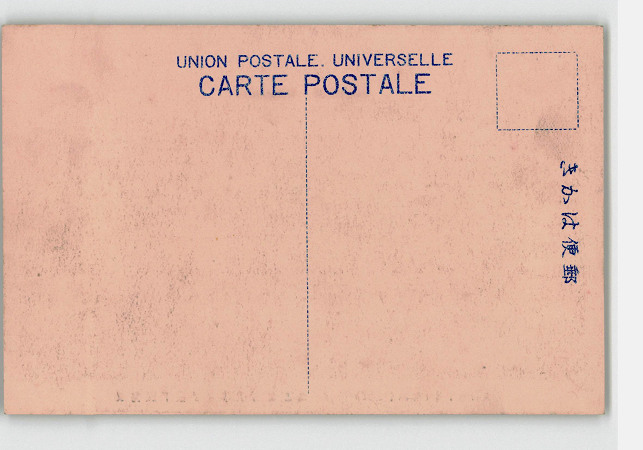 UNION POSTALE. UNIVERSELLE
CARTE POSTALE
郵便はかき